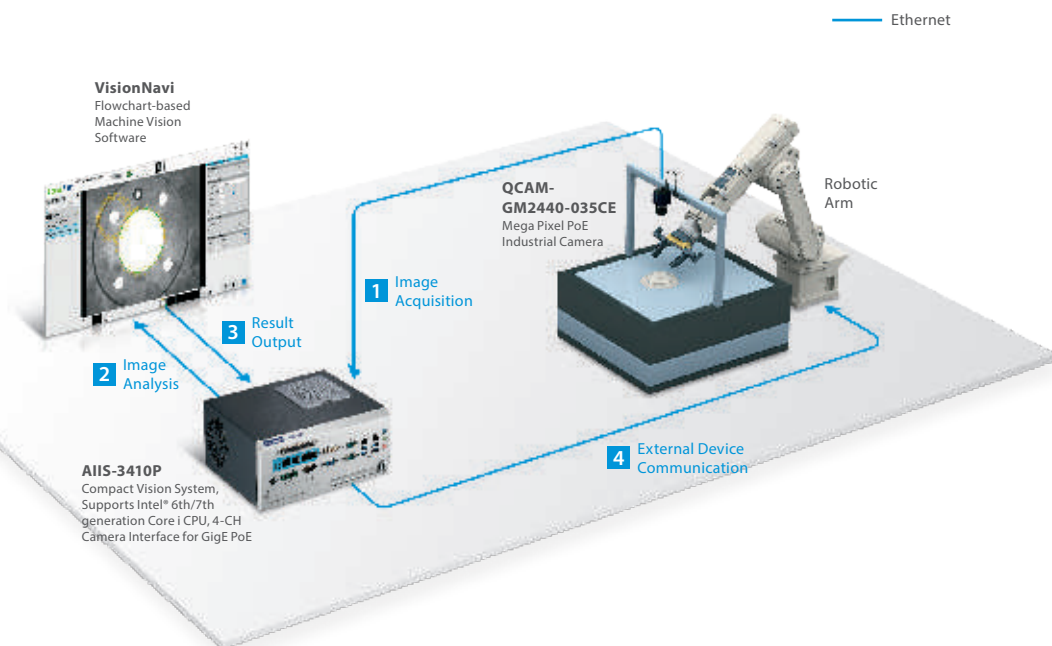 Ethernet
VisionNavi
Flowchart-based
Machine Vision
Software
QCAM-
GM2440-035CE
Mega Pixel PoE
Industrial Camera
Robotic
Arm
1 Image
Acquisition
3 Result
Output
2 Image
Analysis
AIIS-3410P
Compact Vision System,
Supports Intel® 6th/7th
generation Core i CPU, 4-CH
Camera Interface for GigE PoE
4 External Device
Communication